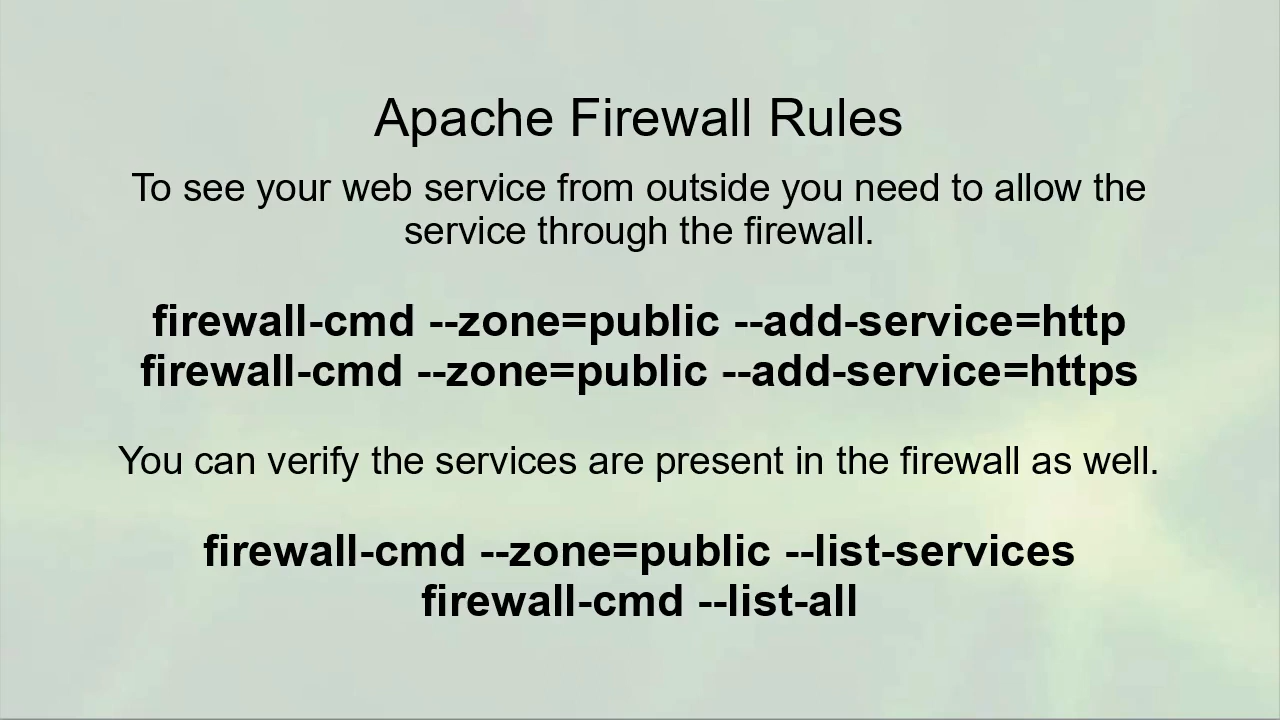 Apache Firewall Rules
To see your web service from outside you need to allow the
service through the firewall.
firewall-cmd --zone=public --add-service=http
firewall-cmd --zone=public --add-service=https
You can verify the services are present in the firewall as well.
firewall-cmd --zone=public --list-services
firewall-cmd --list-all